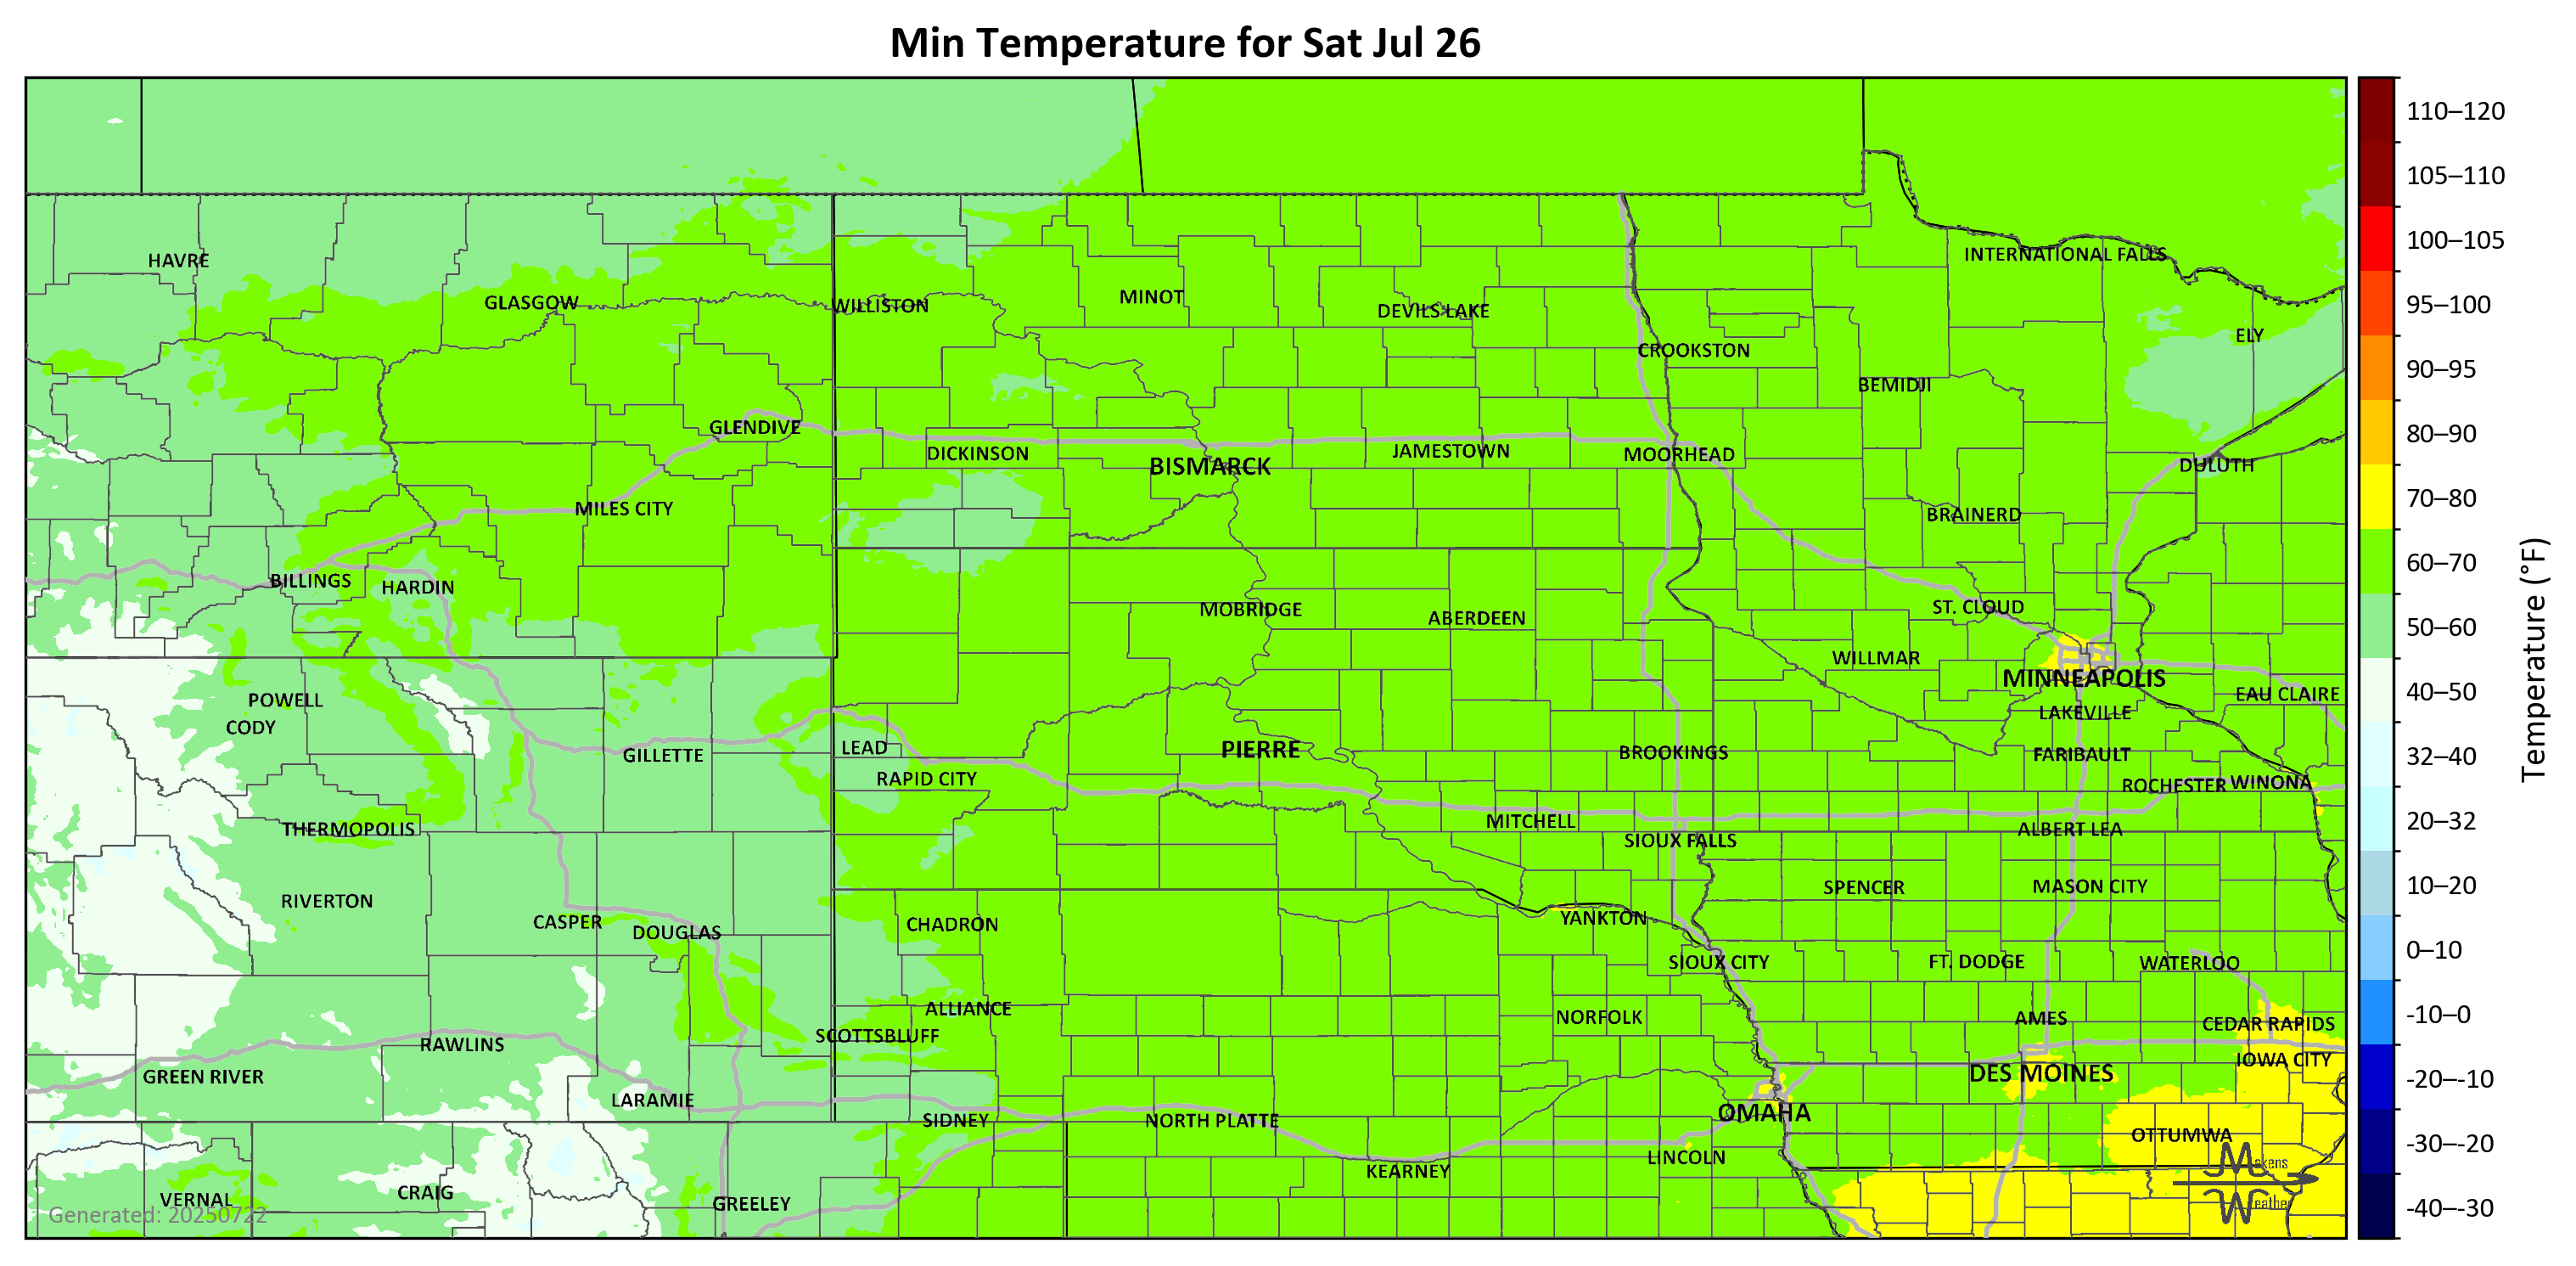 Min Temperature for Sat Jul 26
110–120
105–110
100–105
95–100
90–95
80–90
70–80
60–70
50–60
40–50
32–40
20–32
10–20
0–10
-10–0
-20–-10
-30–-20
-40–-30
Temperature (°F)
HAVRE
GLASGOW
WILLISTON
MINOT
DEVILS LAKE
INTERNATIONAL FALLS
ELY
CROOKSTON
BEMIDJI
GLENDIVE
DICKINSON
BISMARCK
JAMESTOWN
MOORHEAD
DULUTH
MILES CITY
BRAINERD
BILLINGS
HARDIN
MOBRIDGE
ABERDEEN
ST. CLOUD
WILLMAR
MINNEAPOLIS
EAU CLAIRE
LAKEVILLE
POWELL
CODY
GILLETTE
LEAD
PIERRE
BROOKINGS
FARIBAULT
RAPID CITY
ROCHESTER
WINONA
THERMOPOLIS
MITCHELL
SIOUX FALLS
ALBERT LEA
RIVERTON
SPENCER
MASON CITY
CASPER
DOUGLAS
CHADRON
YANKTON
SIOUX CITY
FT. DODGE
WATERLOO
ALLIANCE
NORFOLK
AMES
CEDAR RAPIDS
SCOTTSBLUFF
RAWLINS
IOWA CITY
GREEN RIVER
DES MOINES
LARAMIE
SIDNEY
NORTH PLATTE
OMAHA
OTTUMWA
LINCOLN
KEARNEY
VERNAL
CRAIG
GREELEY
Makens
Weather
Generated: 20250722